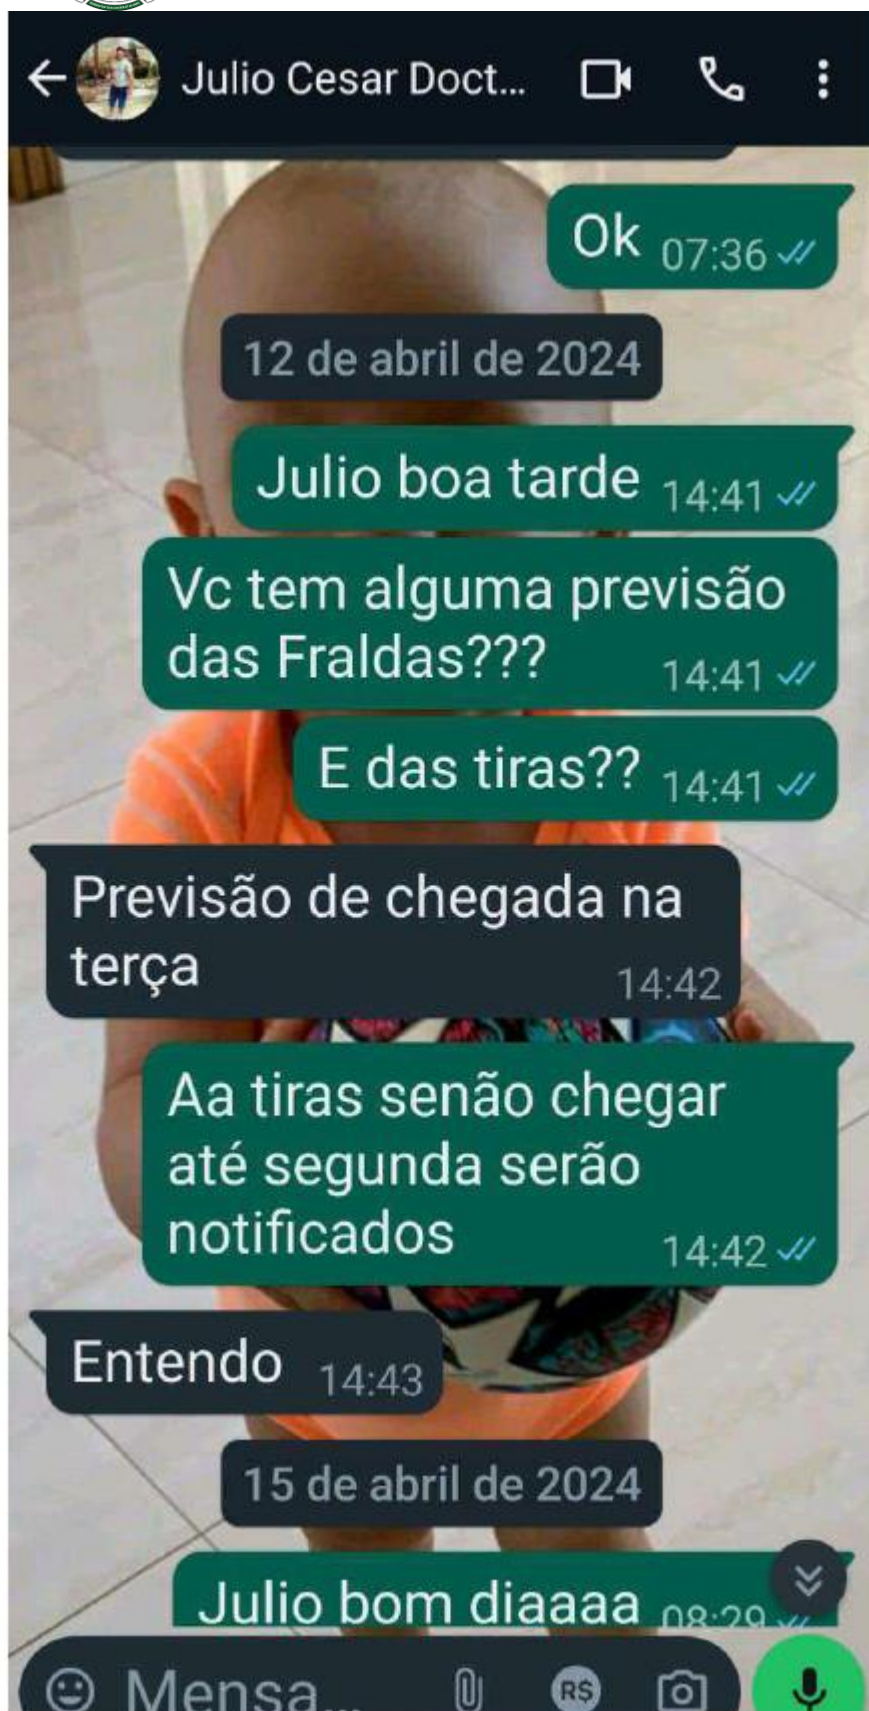 Julio Cesar Doct...
Ok 07:36
12 de abril de 2024
Julio boa tarde 14:41
Vc tem alguma previsão
das Fraldas???
14:41
E das tiras?? 14:41
Previsão de chegada na
terça
14:42
Aa tiras senão chegar
até segunda serão
notificados
14:42
Entendo 14:43
15 de abril de 2024
Julio bom diaaaa 08:29
Mensa...
R$